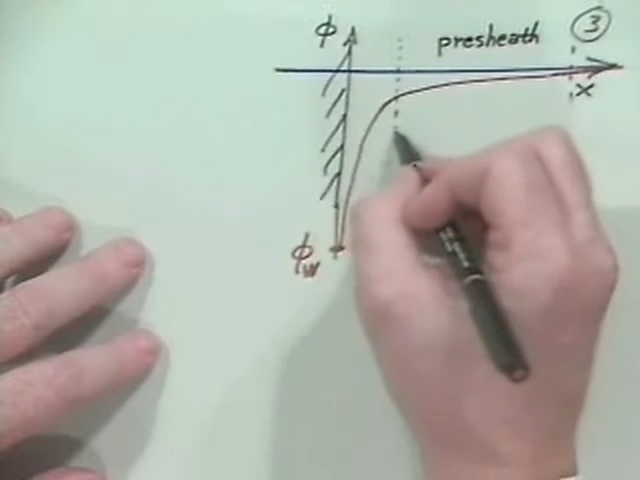 ϕ presheath ③
x
ϕw